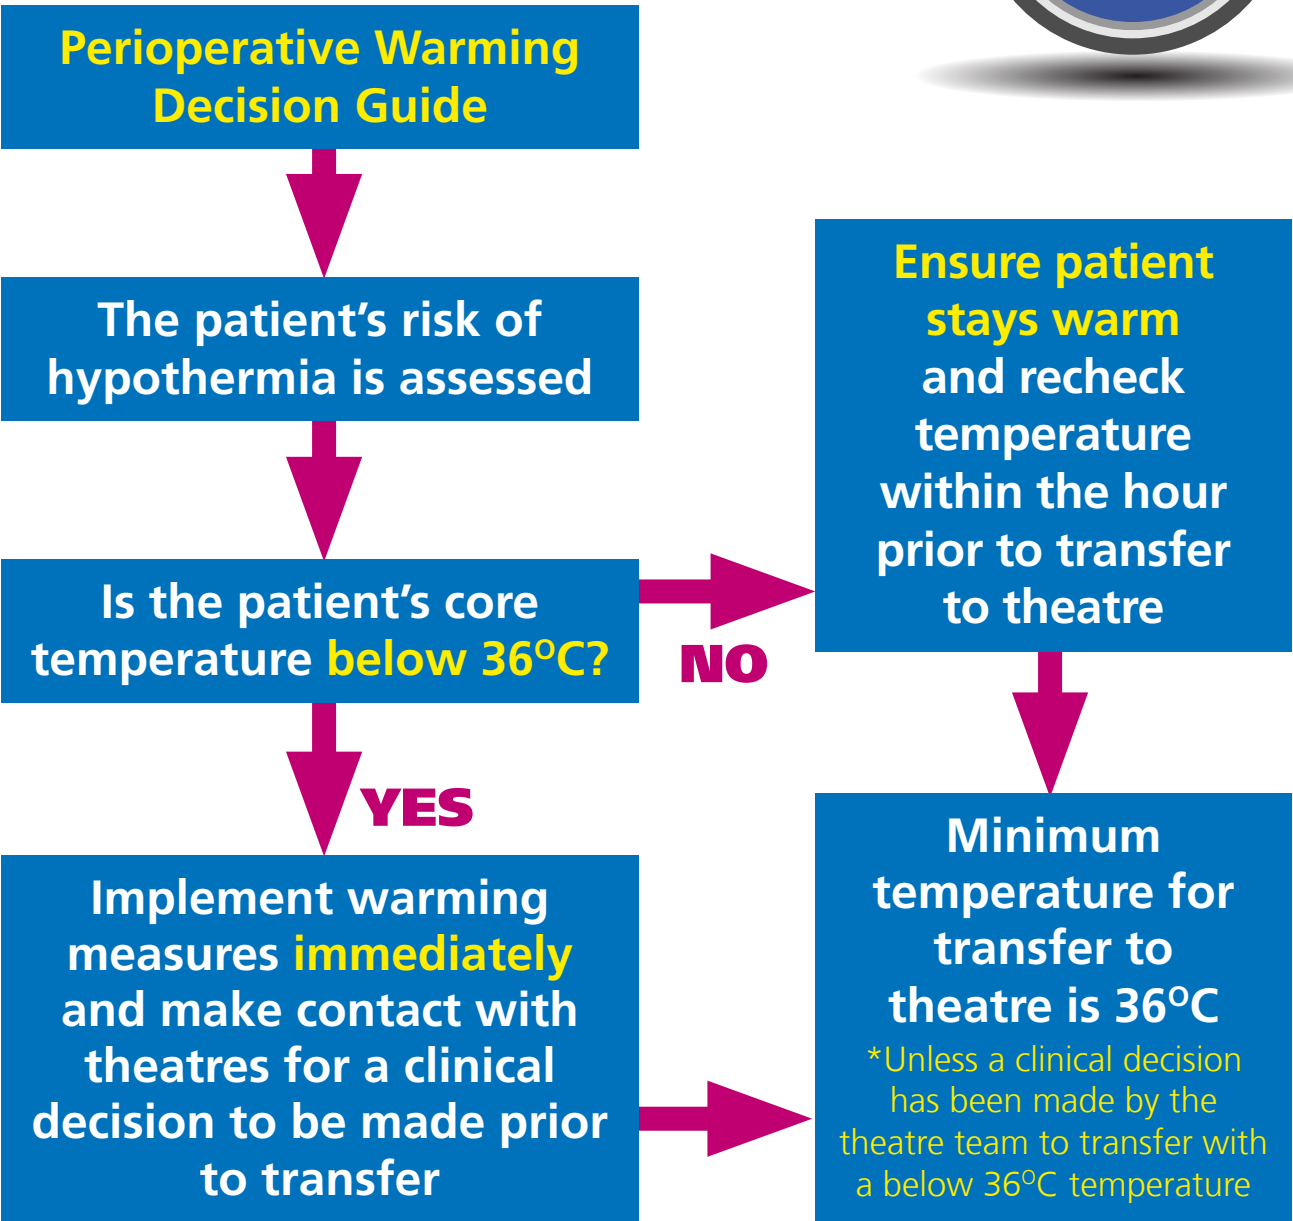 Perioperative Warming
Decision Guide
The patient’s risk of
hypothermia is assessed
Is the patient’s core
temperature below 36ºC?
NO
YES
Implement warming
measures immediately
and make contact with
theatres for a clinical
decision to be made prior
to transfer
Ensure patient
stays warm
and recheck
temperature
within the hour
prior to transfer
to theatre
Minimum
temperature for
transfer to
theatre is 36ºC
*Unless a clinical decision
has been made by the
theatre team to transfer with
a below 36ºC temperature